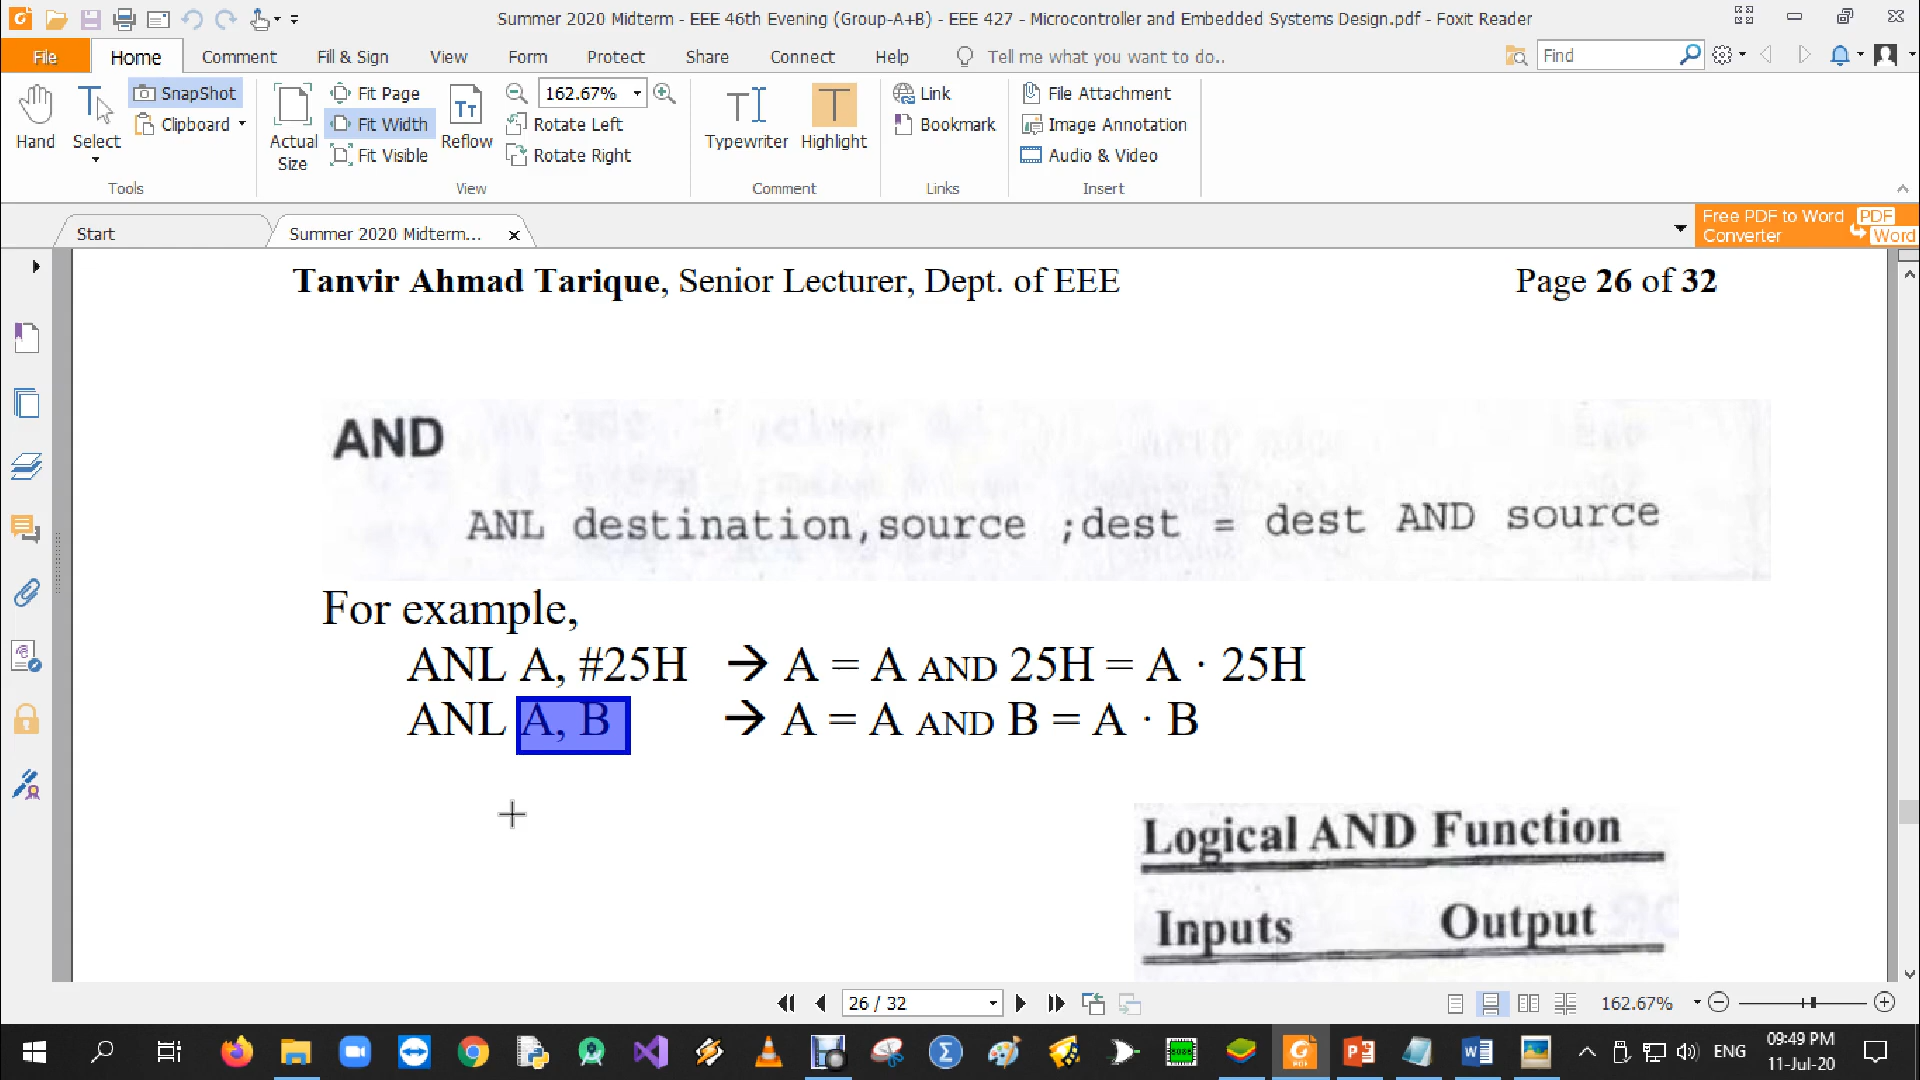 Summer 2020 Midterm - EEE 46th Evening (Group-A+B) - EEE 427 - Microcontroller and Embedded Systems Design.pdf - Foxit Reader
File Home Comment Fill & Sign View Form Protect Share Connect Help Tell me what you want to do.. Find
SnapShot Fit Page 162.67% Link File Attachment
Clipboard Fit Width Rotate Left Bookmark Image Annotation
Hand Select Actual Size Fit Visible Reflow Rotate Right Typewriter Highlight Audio & Video
Tools View Comment Links Insert
Start Summer 2020 Midterm... Free PDF to Word Converter PDF Word
Tanvir Ahmad Tarique, Senior Lecturer, Dept. of EEE Page 26 of 32
AND
ANL destination,source ;dest = dest AND source
For example,
ANL A, #25H → A = A AND 25H = A · 25H
ANL A, B → A = A AND B = A · B
Logical AND Function
Inputs Output
26 / 32 162.67%
ENG 09:49 PM
11-Jul-20